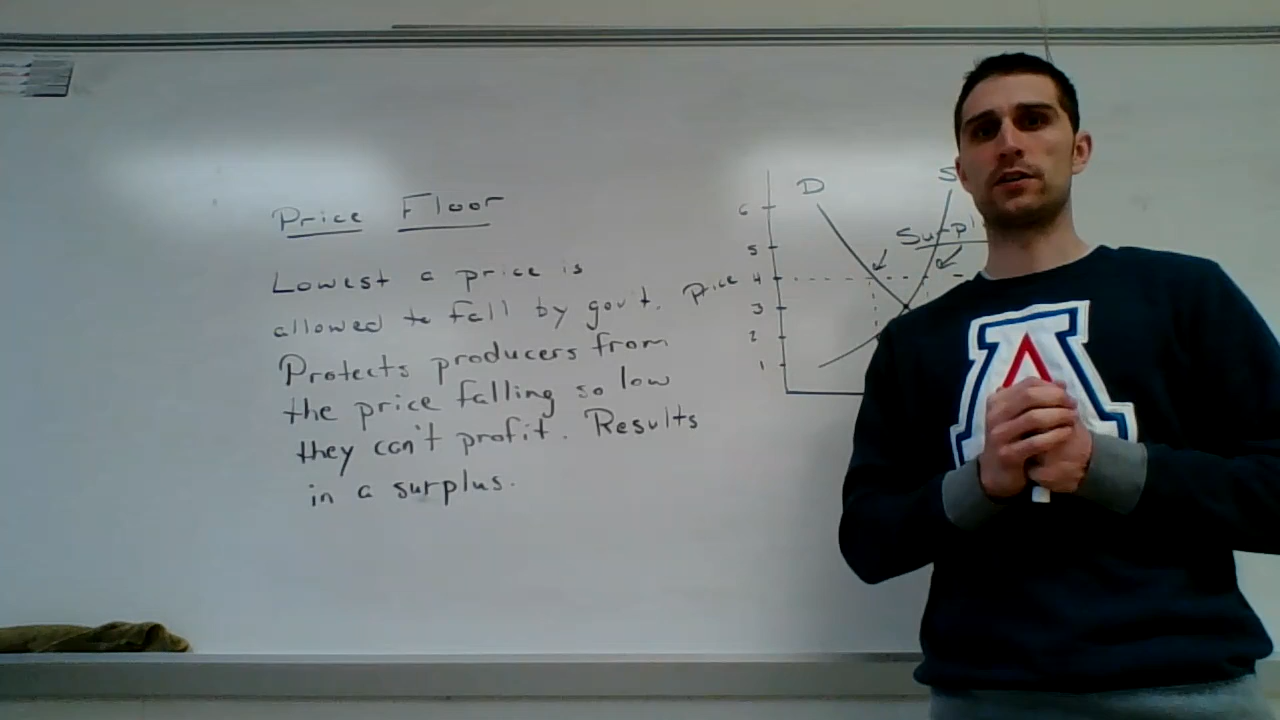 Price Floor
Lowest a price is
allowed to fall by gov't.
Protects producers from
the price falling so low
they can't profit. Results
in a surplus.
D
S
Surpl
6
5
Price 4
3
2
1
A